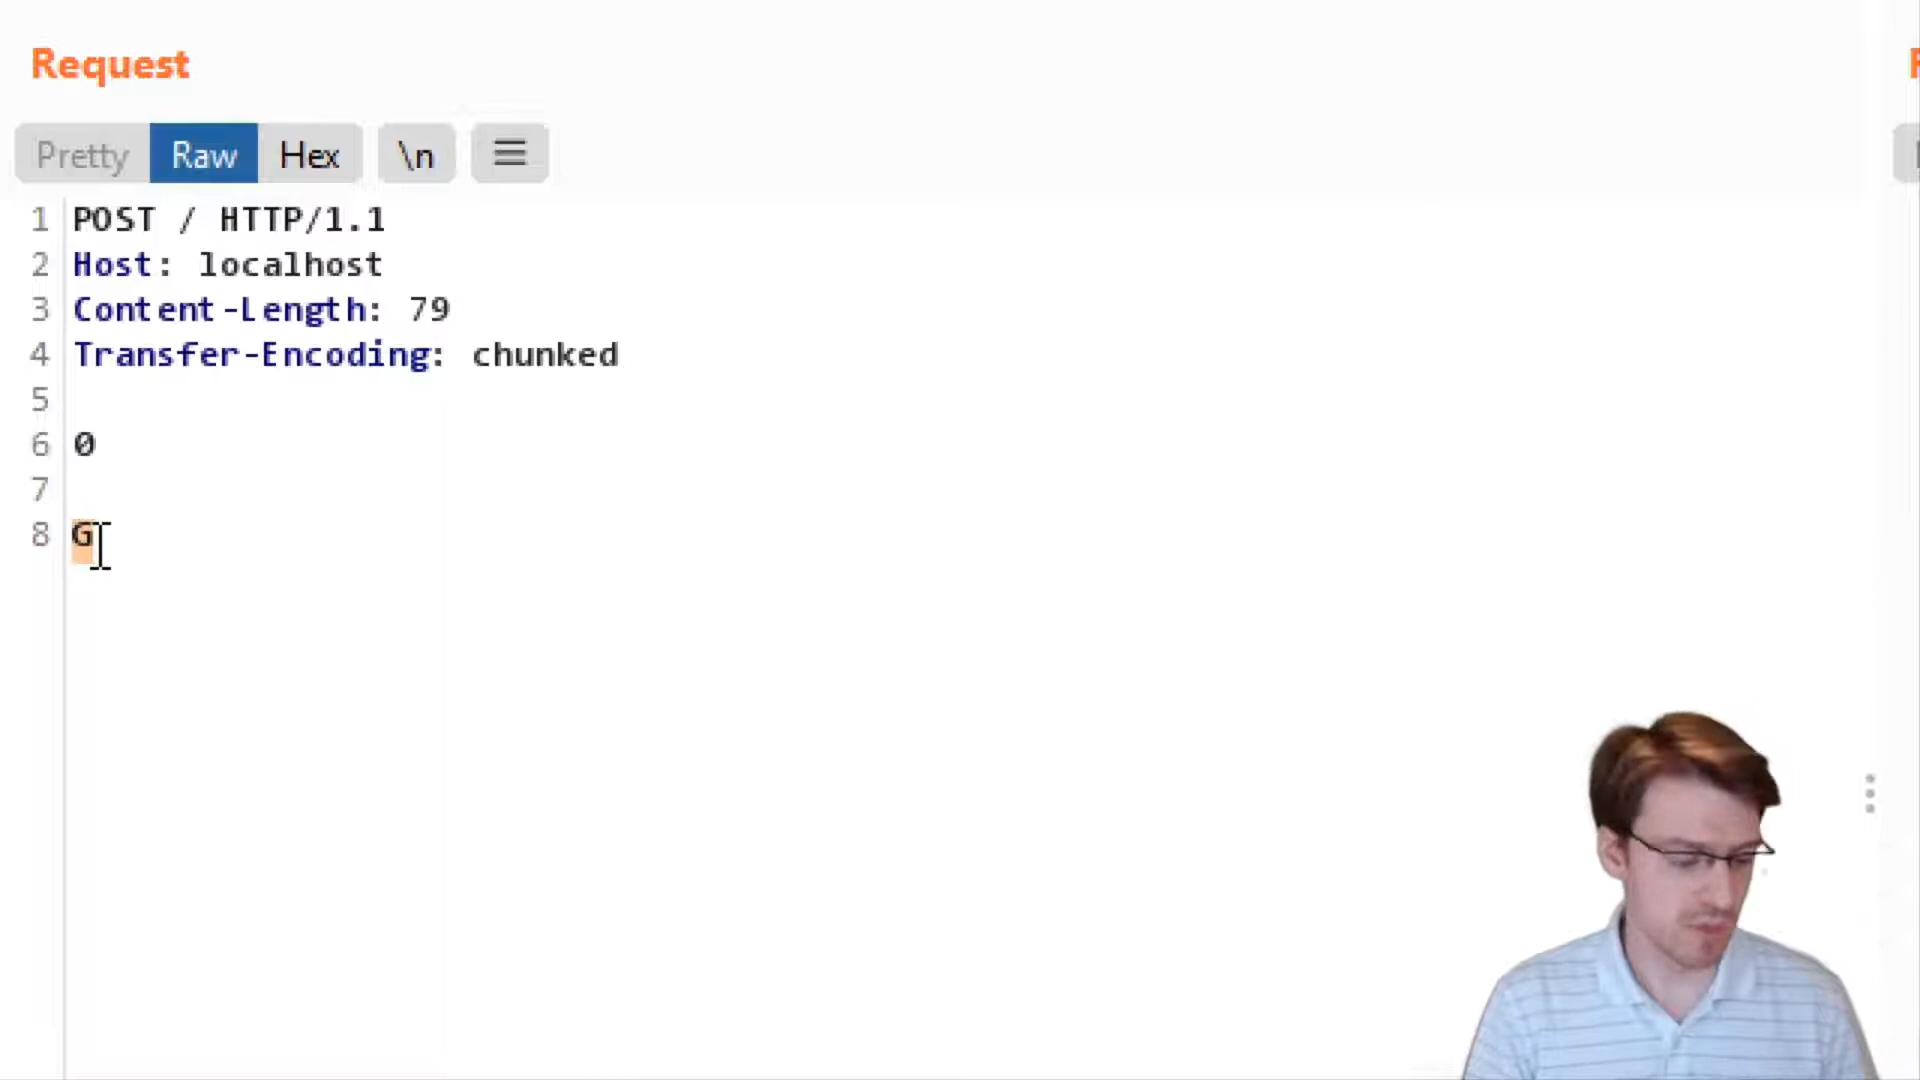 Request
Pretty Raw Hex \n
1 POST / HTTP/1.1
2 Host: localhost
3 Content-Length: 79
4 Transfer-Encoding: chunked
5
6 0
7
8 G